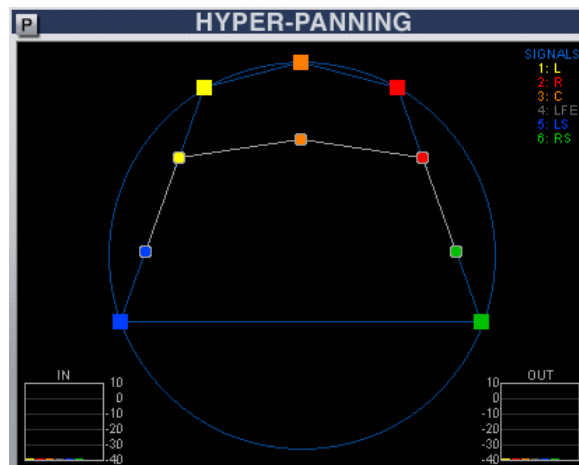 P
HYPER-PANNING
SIGNALS
1: L
2: R
3: C
4: LFE
5: LS
6: RS
IN
10
0
-10
-20
-30
-40
OUT
10
0
-10
-20
-30
-40